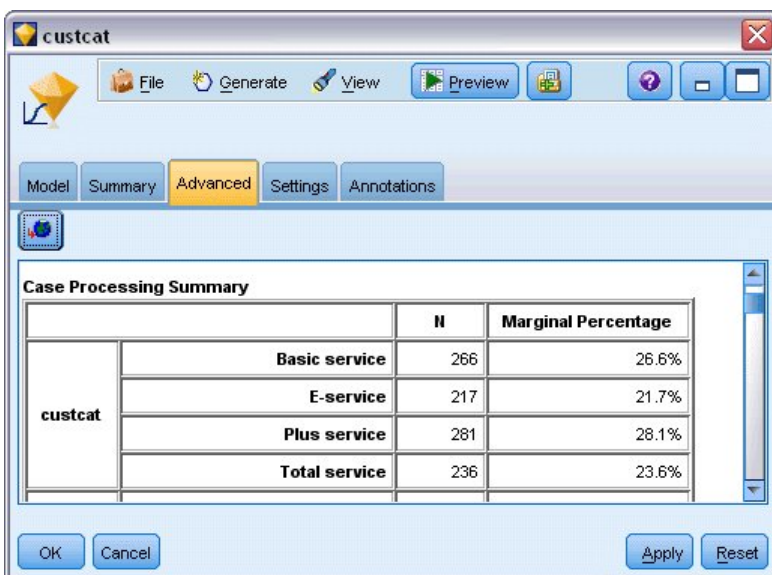 custcat
File Generate View Preview
Model Summary Advanced Settings Annotations
Case Processing Summary
N Marginal Percentage
custcat
Basic service 266 26.6%
E-service 217 21.7%
Plus service 281 28.1%
Total service 236 23.6%
OK Cancel Apply Reset